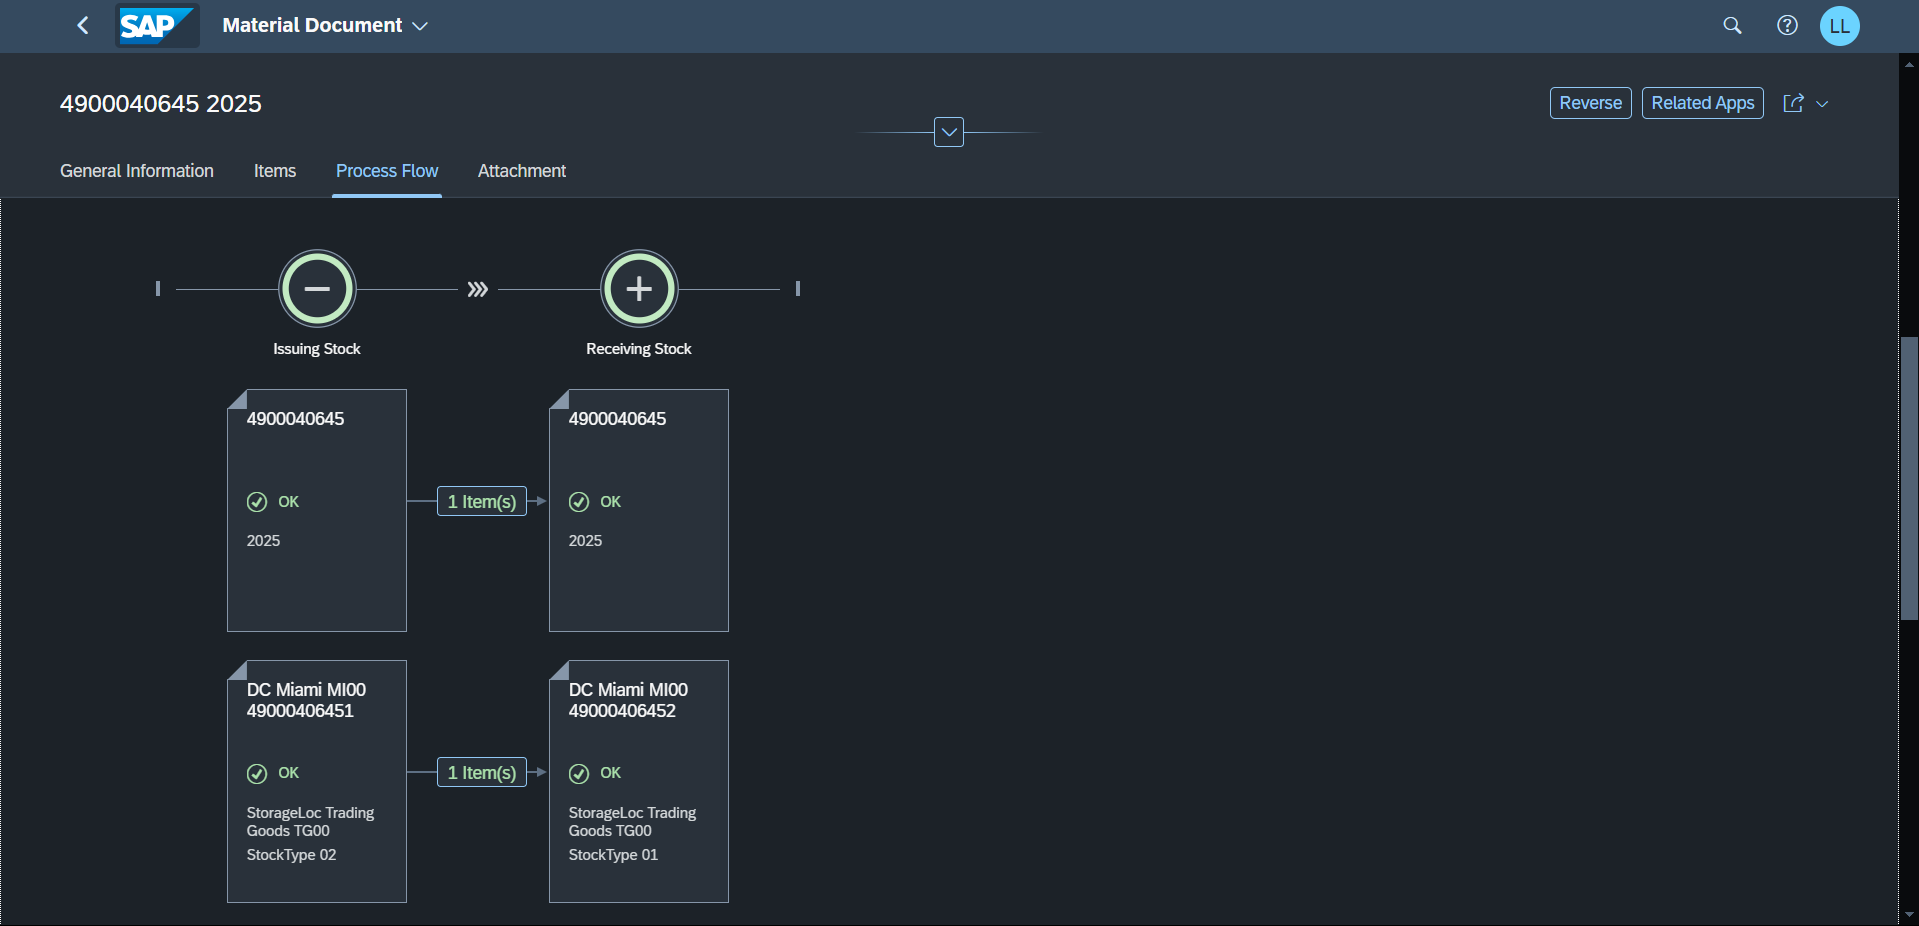 SAP Material Document
LL
4900040645 2025
Reverse Related Apps
General Information Items Process Flow Attachment
Issuing Stock Receiving Stock
4900040645 4900040645
OK 1 Item(s) OK
2025 2025
DC Miami MI00 DC Miami MI00
49000406451 49000406452
OK 1 Item(s) OK
StorageLoc Trading StorageLoc Trading
Goods TG00 Goods TG00
StockType 02 StockType 01